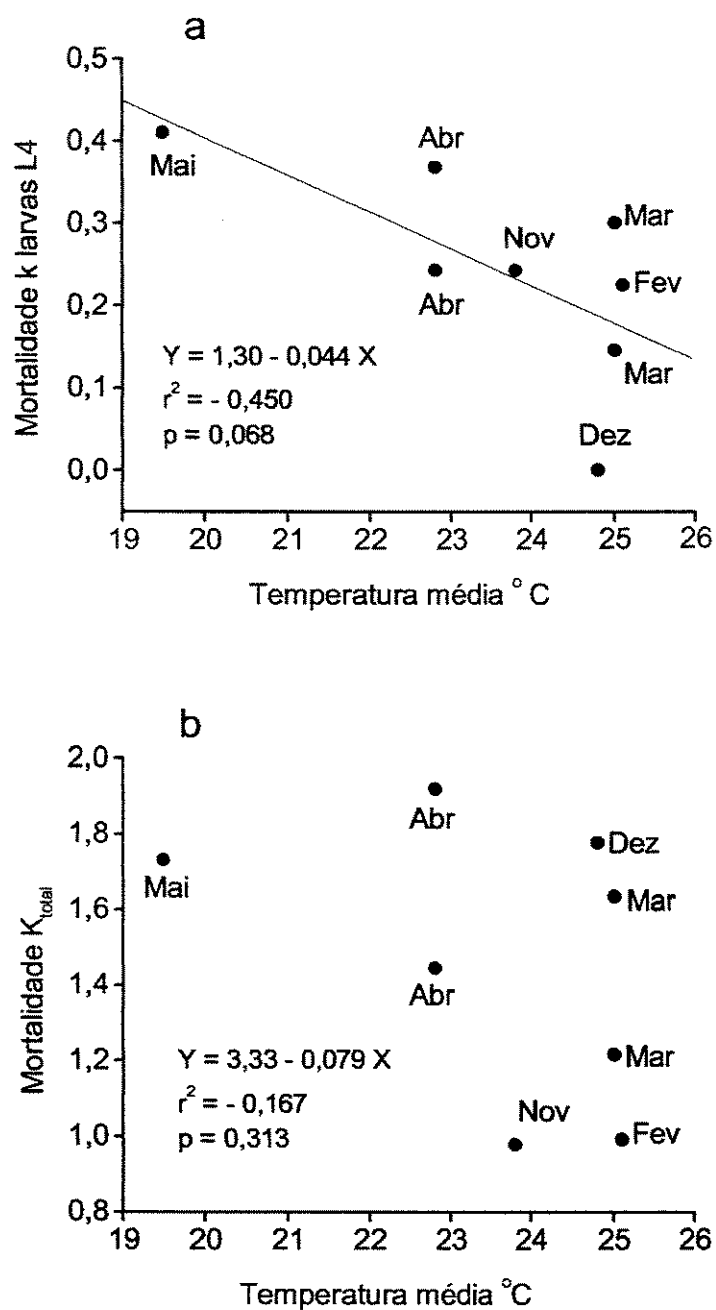 a
0,5
0,4
0,3
0,2
0,1
0,0
Mortalidade k larvas L4
Mai
Abr
Abr
Nov
Mar
Fev
Mar
Dez
Y = 1,30 - 0,044 X
r² = - 0,450
p = 0,068
19 20 21 22 23 24 25 26
Temperatura média ° C
b
2,0
1,8
1,6
1,4
1,2
1,0
0,8
Mortalidade K total
Mai
Abr
Dez
Mar
Abr
Mar
Nov
Fev
Y = 3,33 - 0,079 X
r² = - 0,167
p = 0,313
19 20 21 22 23 24 25 26
Temperatura média °C